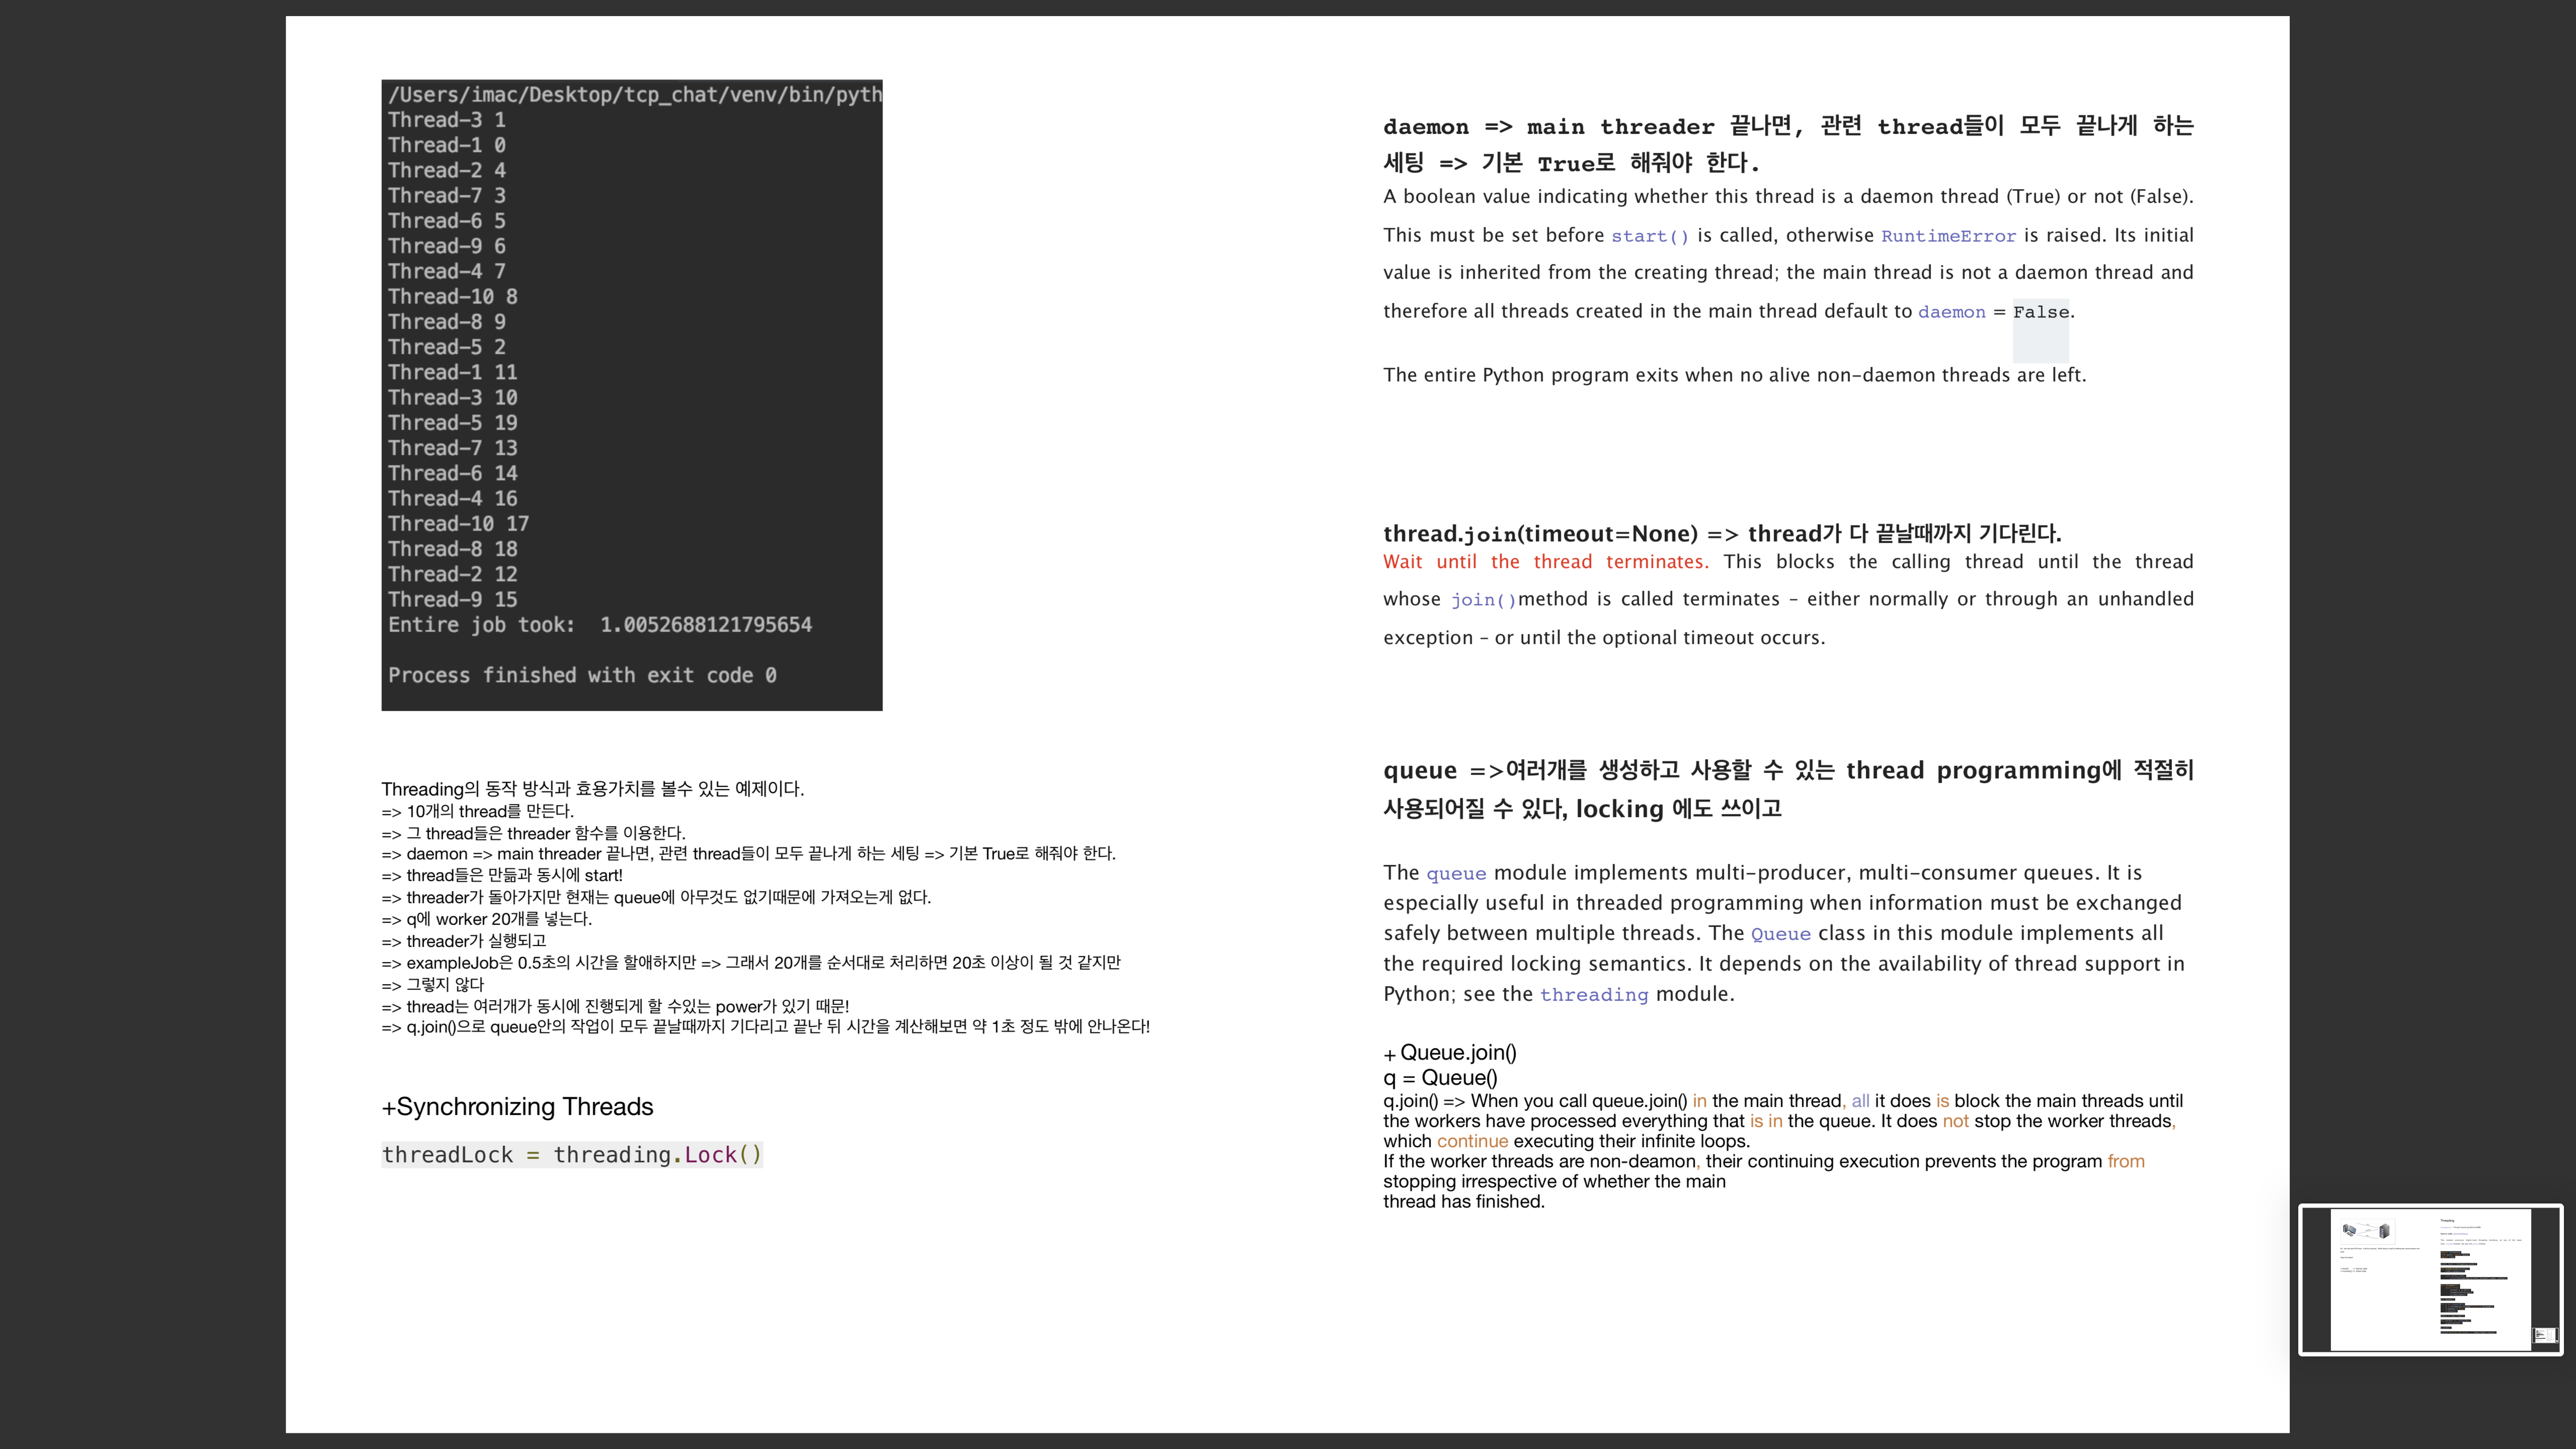 /Users/imac/Desktop/tcp_chat/venv/bin/pyth
Thread-3 1
Thread-1 0
Thread-2 4
Thread-7 3
Thread-6 5
Thread-9 6
Thread-4 7
Thread-10 8
Thread-8 9
Thread-5 2
Thread-1 11
Thread-3 10
Thread-5 19
Thread-7 13
Thread-6 14
Thread-4 16
Thread-10 17
Thread-8 18
Thread-2 12
Thread-9 15
Entire job took:  1.0052688121795654
Process finished with exit code 0
Threading의 동작 방식과 효용가치를 볼수 있는 예제이다.
=> 10개의 thread를 만든다.
=> 그 thread들은 threader 함수를 이용한다.
=> daemon => main threader 끝나면, 관련 thread들이 모두 끝나게 하는 세팅 => 기본 True로 해줘야 한다.
=> thread들은 만듦과 동시에 start!
=> threader가 돌아가지만 현재는 queue에 아무것도 없기때문에 가져오는게 없다.
=> q에 worker 20개를 넣는다.
=> threader가 실행되고
=> exampleJob은 0.5초의 시간을 할애하지만 => 그래서 20개를 순서대로 처리하면 20초 이상이 될 것 같지만
=> 그렇지 않다
=> thread는 여러개가 동시에 진행되게 할 수있는 power가 있기 때문!
=> q.join()으로 queue안의 작업이 모두 끝날때까지 기다리고 끝난 뒤 시간을 계산해보면 약 1초 정도 밖에 안나온다!
+Synchronizing Threads
threadLock = threading.Lock()
daemon => main threader 끝나면, 관련 thread들이 모두 끝나게 하는
세팅 => 기본 True로 해줘야 한다.
A boolean value indicating whether this thread is a daemon thread (True) or not (False).
This must be set before start() is called, otherwise RuntimeError is raised. Its initial
value is inherited from the creating thread; the main thread is not a daemon thread and
therefore all threads created in the main thread default to daemon = False.
The entire Python program exits when no alive non-daemon threads are left.
thread.join(timeout=None) => thread가 다 끝날때까지 기다린다.
Wait until the thread terminates. This blocks the calling thread until the thread
whose join()method is called terminates – either normally or through an unhandled
exception – or until the optional timeout occurs.
queue =>여러개를 생성하고 사용할 수 있는 thread programming에 적절히
사용되어질 수 있다, locking 에도 쓰이고
The queue module implements multi-producer, multi-consumer queues. It is
especially useful in threaded programming when information must be exchanged
safely between multiple threads. The Queue class in this module implements all
the required locking semantics. It depends on the availability of thread support in
Python; see the threading module.
+ Queue.join()
q = Queue()
q.join() => When you call queue.join() in the main thread, all it does is block the main threads until
the workers have processed everything that is in the queue. It does not stop the worker threads,
which continue executing their infinite loops.
If the worker threads are non-deamon, their continuing execution prevents the program from
stopping irrespective of whether the main
thread has finished.
Threading